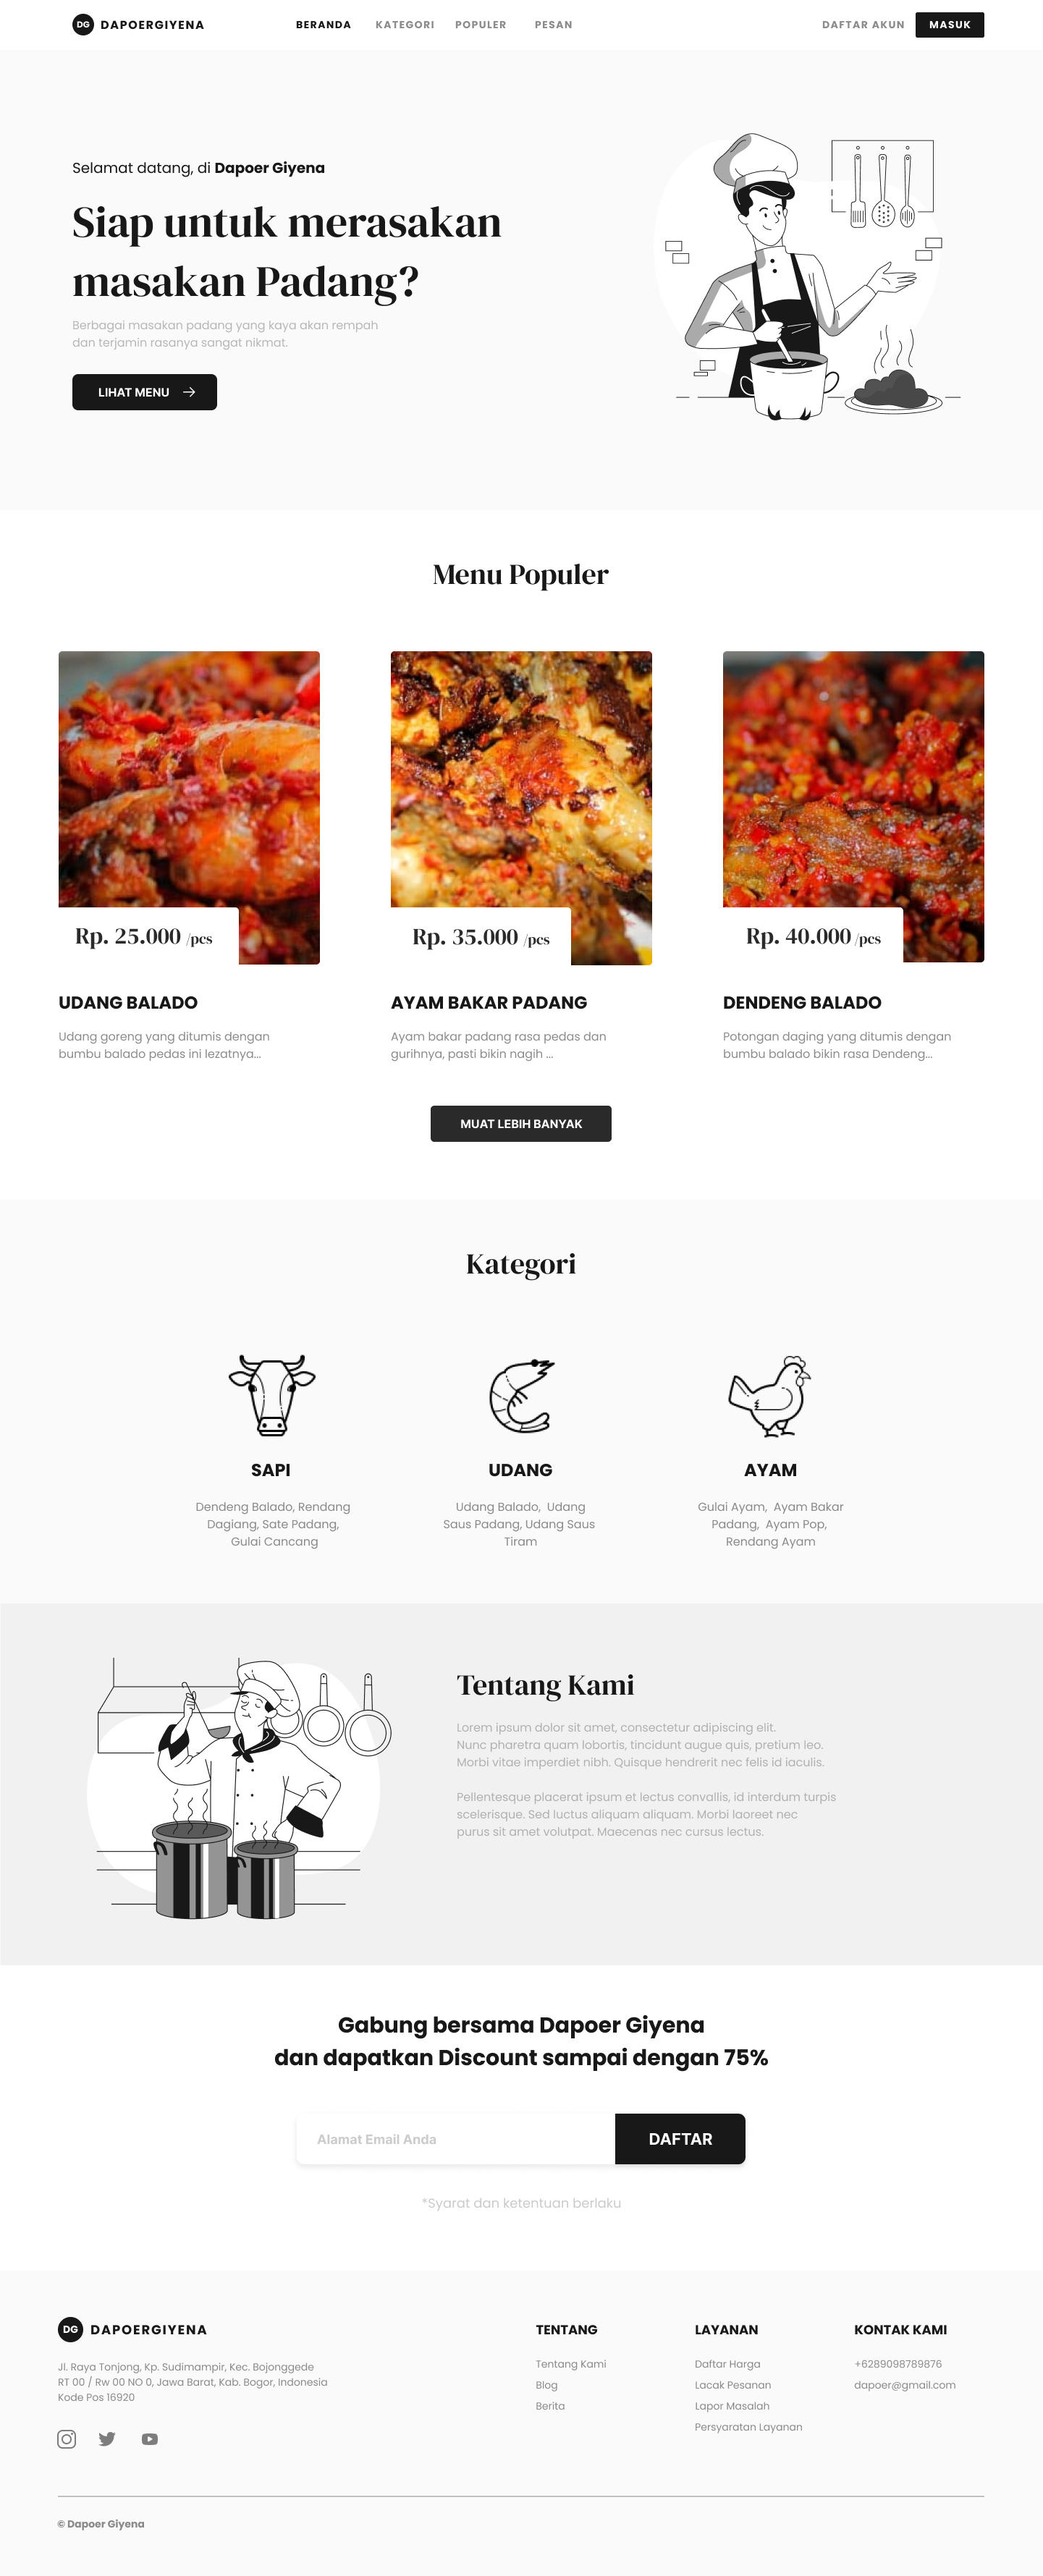 DG DAPOERGIYENA BERANDA KATEGORI POPULER PESAN DAFTAR AKUN MASUK
Selamat datang, di Dapoer Giyena
Siap untuk merasakan
masakan Padang?
Berbagai masakan padang yang kaya akan rempah
dan terjamin rasanya sangat nikmat.
LIHAT MENU
Menu Populer
Rp. 25.000 /pcs
UDANG BALADO
Udang goreng yang ditumis dengan
bumbu balado pedas ini lezatnya...
Rp. 35.000 /pcs
AYAM BAKAR PADANG
Ayam bakar padang rasa pedas dan
gurihnya, pasti bikin nagih ...
Rp. 40.000 /pcs
DENDENG BALADO
Potongan daging yang ditumis dengan
bumbu balado bikin rasa Dendeng...
MUAT LEBIH BANYAK
Kategori
SAPI
Dendeng Balado, Rendang
Dagiang, Sate Padang,
Gulai Cancang
UDANG
Udang Balado, Udang
Saus Padang, Udang Saus
Tiram
AYAM
Gulai Ayam, Ayam Bakar
Padang, Ayam Pop,
Rendang Ayam
Tentang Kami
Lorem ipsum dolor sit amet, consectetur adipiscing elit.
Nunc pharetra quam lobortis, tincidunt augue quis, pretium leo.
Morbi vitae imperdiet nibh. Quisque hendrerit nec felis id iaculis.
Pellentesque placerat ipsum et lectus convallis, id interdum turpis
scelerisque. Sed luctus aliquam aliquam. Morbi laoreet nec
purus sit amet volutpat. Maecenas nec cursus lectus.
Gabung bersama Dapoer Giyena
dan dapatkan Discount sampai dengan 75%
Alamat Email Anda
DAFTAR
*Syarat dan ketentuan berlaku
DG DAPOERGIYENA
Jl. Raya Tonjong, Kp. Sudimampir, Kec. Bojonggede
RT 00 / Rw 00 NO 0, Jawa Barat, Kab. Bogor, Indonesia
Kode Pos 16920
TENTANG
Tentang Kami
Blog
Berita
LAYANAN
Daftar Harga
Lacak Pesanan
Lapor Masalah
Persyaratan Layanan
KONTAK KAMI
+6289098789876
dapoer@gmail.com
© Dapoer Giyena